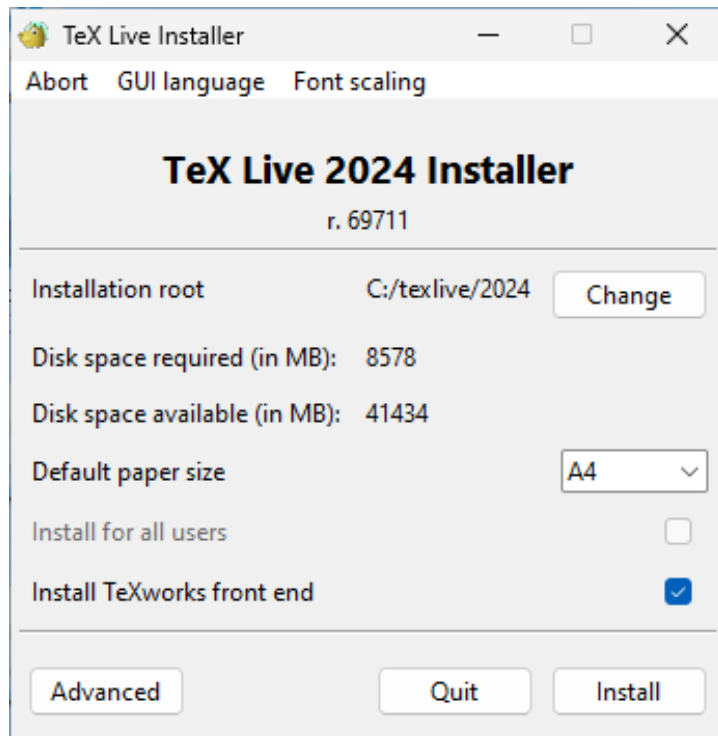 TeX Live Installer
Abort GUI language Font scaling
TeX Live 2024 Installer
r. 69711
Installation root C:/texlive/2024 Change
Disk space required (in MB): 8578
Disk space available (in MB): 41434
Default paper size A4
Install for all users
Install TeXworks front end
Advanced Quit Install